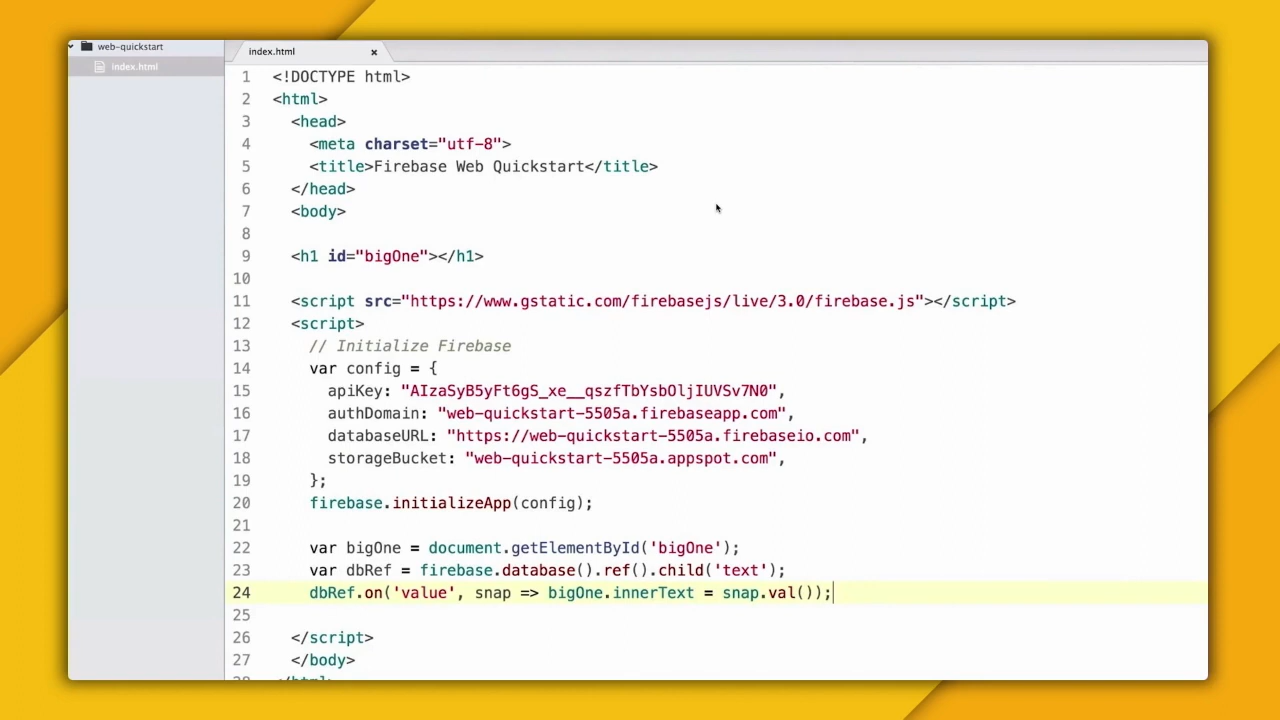 web-quickstart
index.html
index.html
1 <!DOCTYPE html>
2 <html>
3 <head>
4 <meta charset="utf-8">
5 <title>Firebase Web Quickstart</title>
6 </head>
7 <body>
8
9 <h1 id="bigOne"></h1>
10
11 <script src="https://www.gstatic.com/firebasejs/live/3.0/firebase.js"></script>
12 <script>
13 // Initialize Firebase
14 var config = {
15 apiKey: "AIzaSyB5yFt6gS_xe__qszfTbYsbOljIUVSv7N0",
16 authDomain: "web-quickstart-5505a.firebaseapp.com",
17 databaseURL: "https://web-quickstart-5505a.firebaseio.com",
18 storageBucket: "web-quickstart-5505a.appspot.com",
19 };
20 firebase.initializeApp(config);
21
22 var bigOne = document.getElementById('bigOne');
23 var dbRef = firebase.database().ref().child('text');
24 dbRef.on('value', snap => bigOne.innerText = snap.val());
25
26 </script>
27 </body>
28 </html>